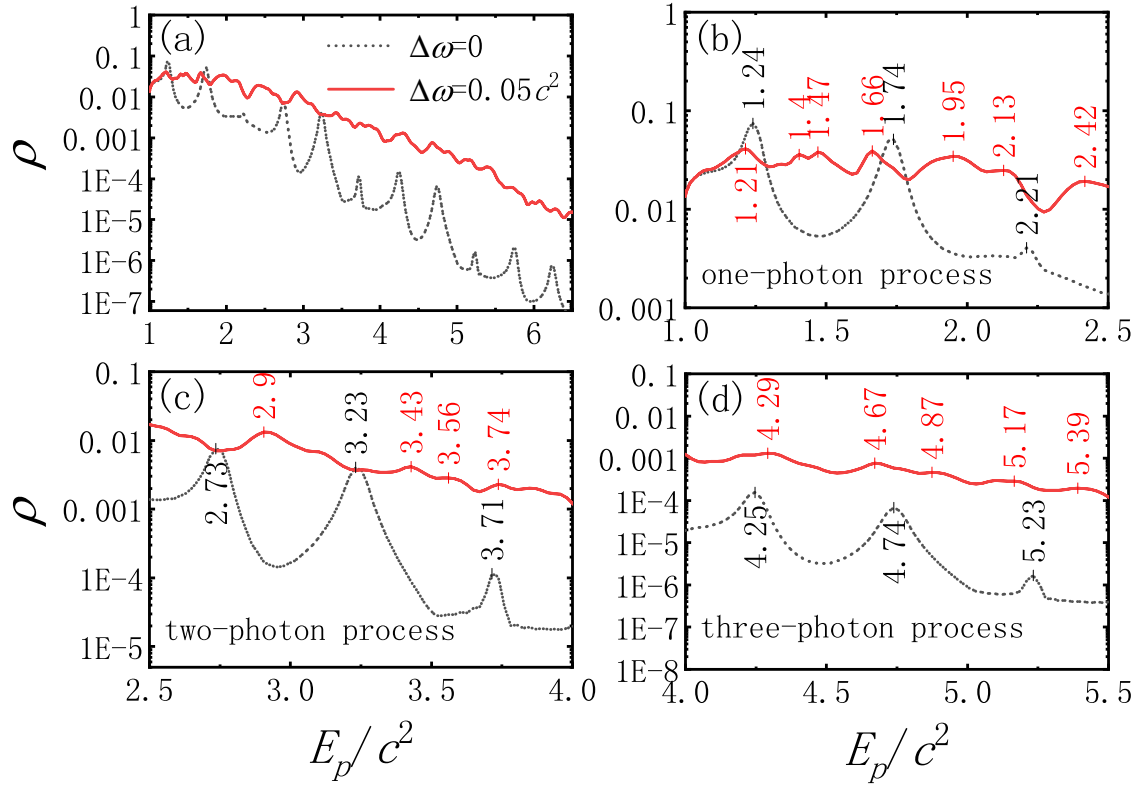 (a)
Δω=0
Δω=0.05c²
0.1
0.01
0.001
1E-4
1E-5
1E-6
1E-7
ρ
1 2 3 4 5 6
(b)
1
0.1
0.01
0.001
1.24
1.4
1.47
1.66
1.74
1.95
2.13
2.42
1.21
2.21
one-photon process
1.0 1.5 2.0 2.5
(c)
0.1
0.01
0.001
1E-4
1E-5
ρ
2.9
3.23
3.43
3.56
3.74
2.73
3.71
two-photon process
2.5 3.0 3.5 4.0
E_p/c²
(d)
0.1
0.01
0.001
1E-4
1E-5
1E-6
1E-7
1E-8
4.29
4.67
4.87
5.17
5.39
4.25
4.74
5.23
three-photon process
4.0 4.5 5.0 5.5
E_p/c²